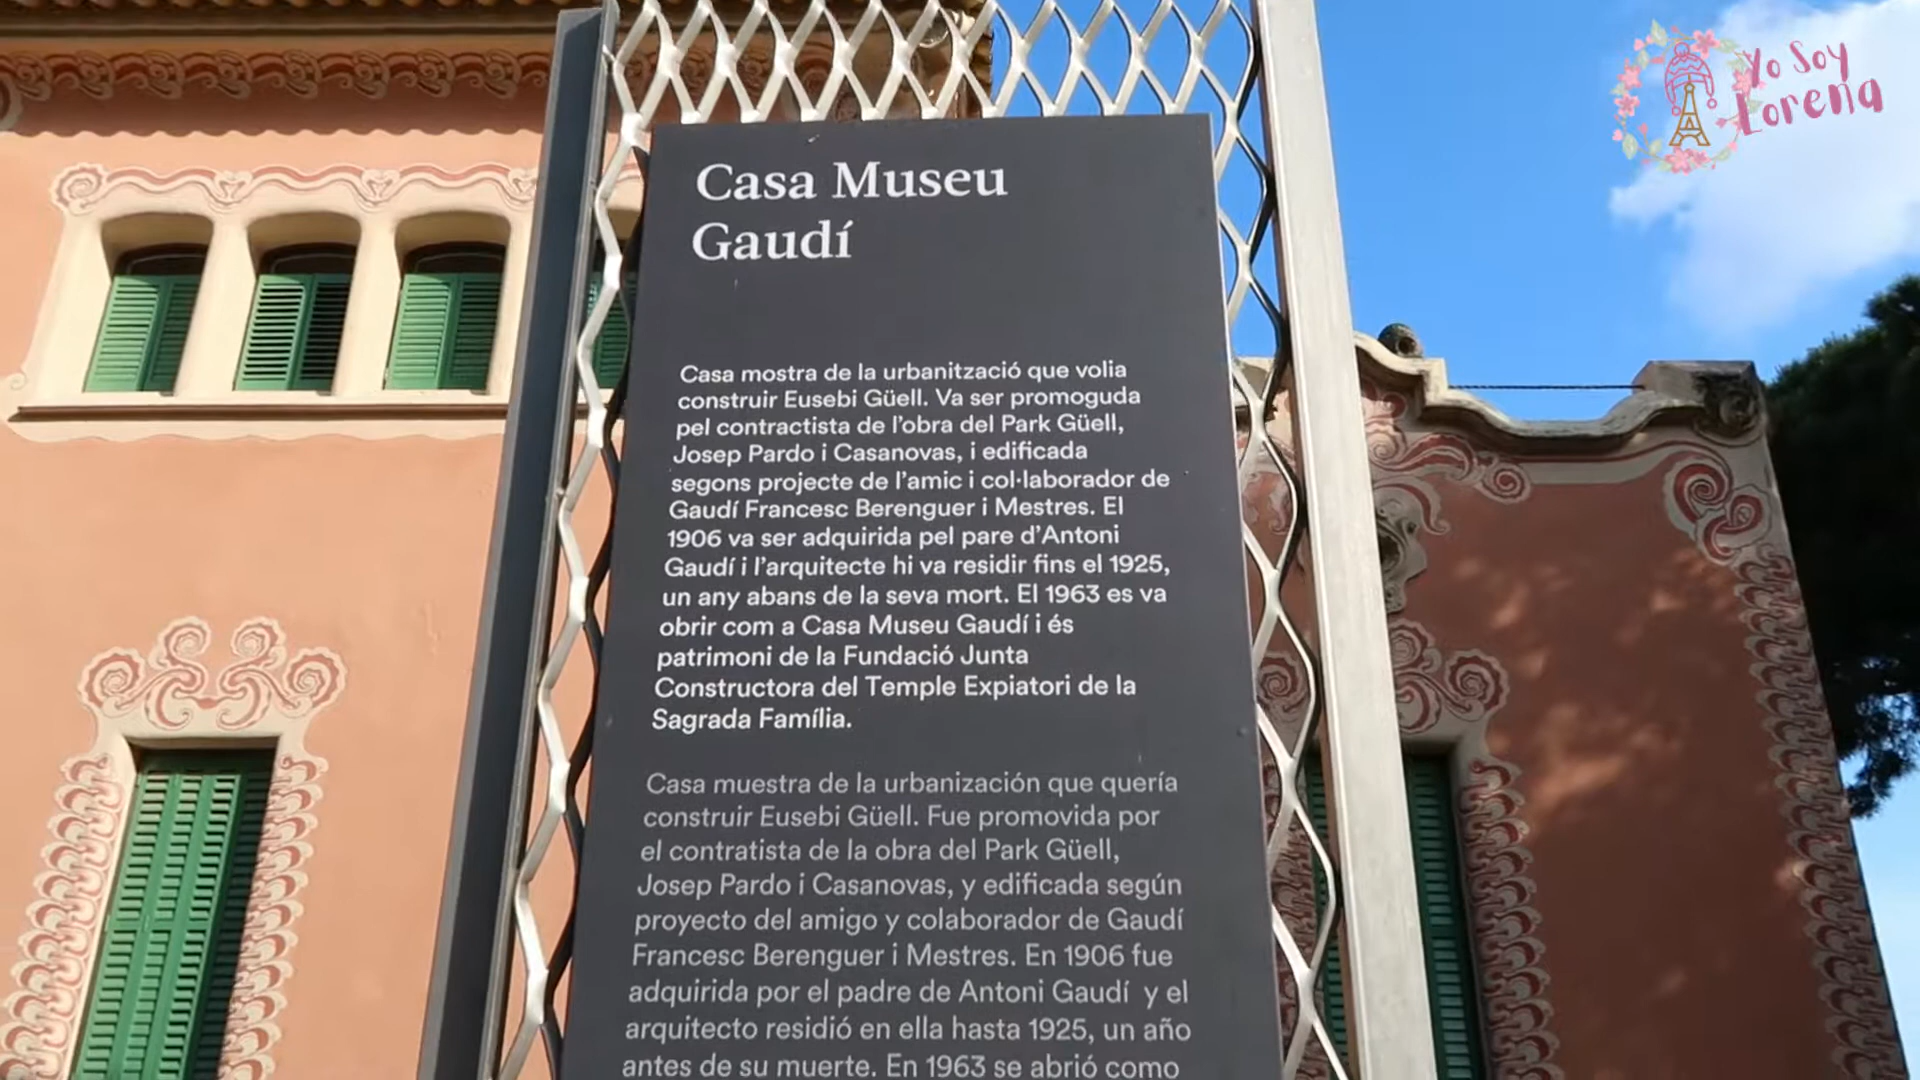 Yo Soy
Lorena
Casa Museu
Gaudí
Casa mostra de la urbanització que volia
construir Eusebi Güell. Va ser promoguda
pel contractista de l'obra del Park Güell,
Josep Pardo i Casanovas, i edificada
segons projecte de l'amic i col·laborador de
Gaudí Francesc Berenguer i Mestres. El
1906 va ser adquirida pel pare d'Antoni
Gaudí i l'arquitecte hi va residir fins el 1925,
un any abans de la seva mort. El 1963 es va
obrir com a Casa Museu Gaudí i és
patrimoni de la Fundació Junta
Constructora del Temple Expiatori de la
Sagrada Família.
Casa muestra de la urbanización que quería
construir Eusebi Güell. Fue promovida por
el contratista de la obra del Park Güell,
Josep Pardo i Casanovas, y edificada según
proyecto del amigo y colaborador de Gaudí
Francesc Berenguer i Mestres. En 1906 fue
adquirida por el padre de Antoni Gaudí y el
arquitecto residió en ella hasta 1925, un año
antes de su muerte. En 1963 se abrió como